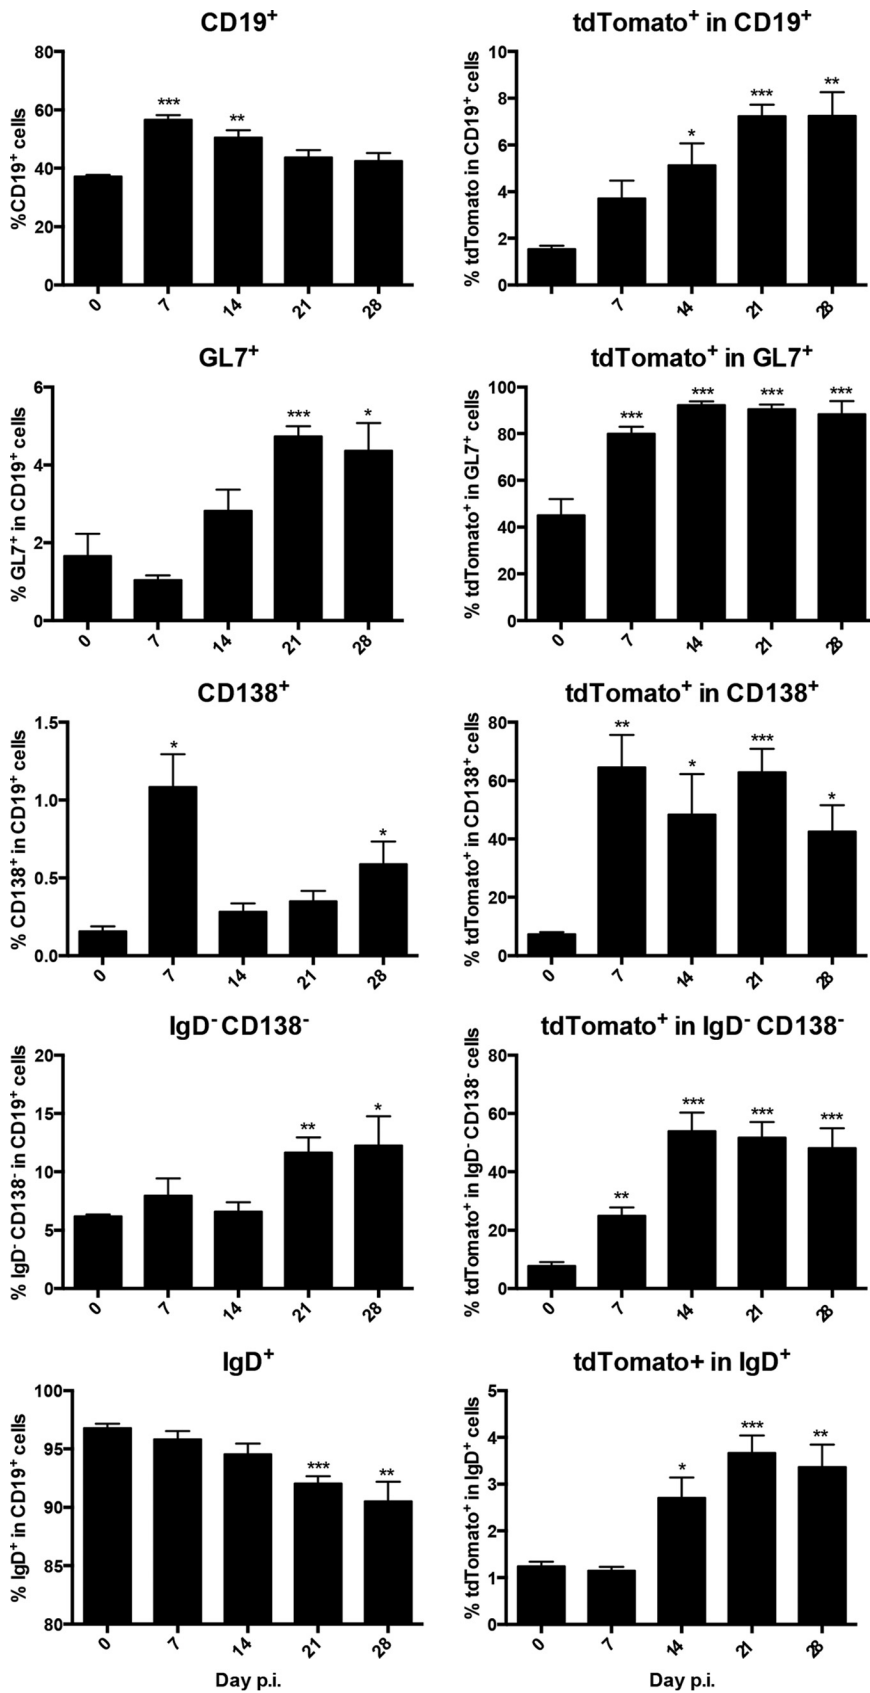 CD19⁺
%CD19⁺ cells
80
60
40
20
0
***
**
0 7 14 21 28
tdTomato⁺ in CD19⁺
% tdTomato in CD19⁺ cells
10
8
6
4
2
0
*
***
**
7 14 21 28
GL7⁺
% GL7⁺ in CD19⁺ cells
6
4
2
0
***
*
0 7 14 21 28
tdTomato⁺ in GL7⁺
% tdTomato⁺ in GL7⁺ cells
100
80
60
40
20
0
***
***
***
***
0 7 14 21 28
CD138⁺
% CD138⁺ in CD19⁺ cells
1.5
1.0
0.5
0.0
*
*
0 7 14 21 28
tdTomato⁺ in CD138⁺
% tdTomato⁺ in CD138⁺ cells
80
60
40
20
0
**
*
***
*
0 7 14 21 28
IgD⁻ CD138⁻
% IgD⁻ CD138⁻ in CD19⁺ cells
20
15
10
5
0
**
*
0 7 14 21 28
tdTomato⁺ in IgD⁻ CD138⁻
% tdTomato⁺ in IgD⁻ CD138⁻ cells
80
60
40
20
0
**
***
***
***
0 7 14 21 28
IgD⁺
% IgD⁺ in CD19⁺ cells
100
95
90
85
80
***
**
0 7 14 21 28
Day p.i.
tdTomato+ in IgD⁺
% tdTomato⁺ in IgD⁺ cells
5
4
3
2
1
0
*
***
**
0 7 14 21 28
Day p.i.